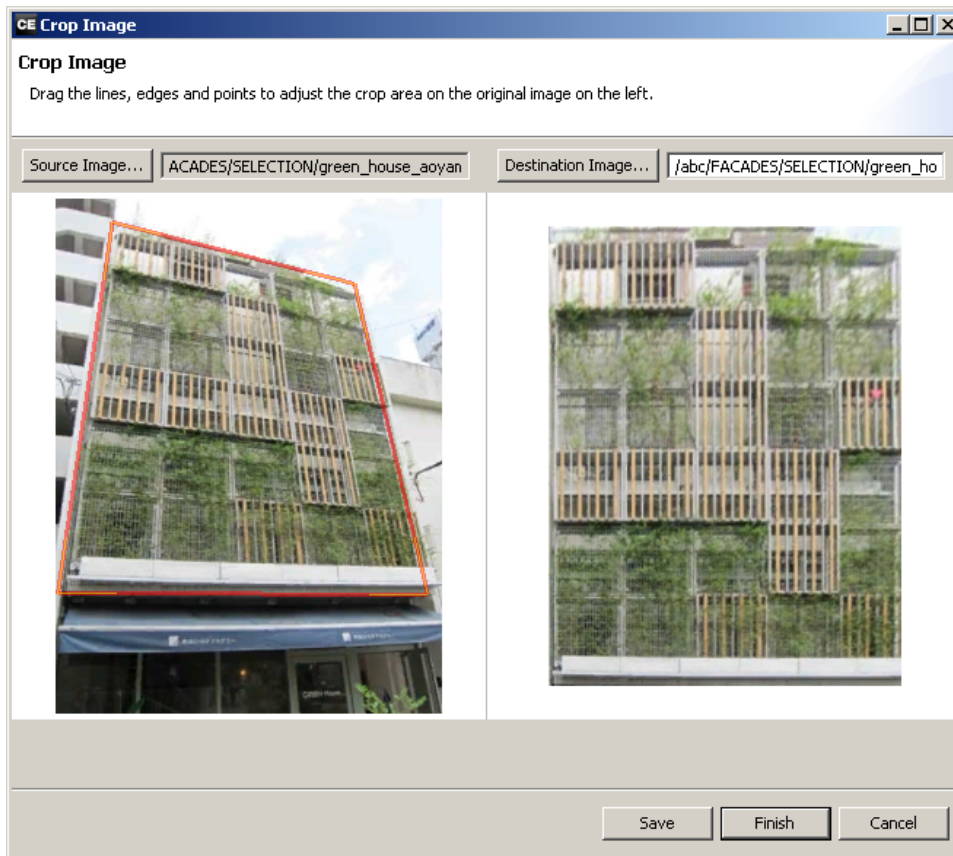 CE Crop Image
Crop Image
Drag the lines, edges and points to adjust the crop area on the original image on the left.
Source Image... ACADES/SELECTION/green_house_aoyan Destination Image... /abc/FACADES/SELECTION/green_ho
GREEN
Save Finish Cancel